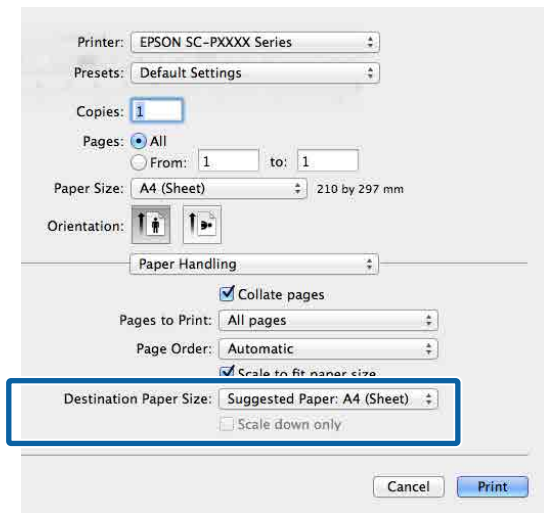 Printer: EPSON SC-PXXXX Series
Presets: Default Settings
Copies: 1
Pages: All
From: 1 to: 1
Paper Size: A4 (Sheet) 210 by 297 mm
Orientation:
Paper Handling
Collate pages
Pages to Print: All pages
Page Order: Automatic
Scale to fit paper size
Destination Paper Size: Suggested Paper: A4 (Sheet)
Scale down only
Cancel Print